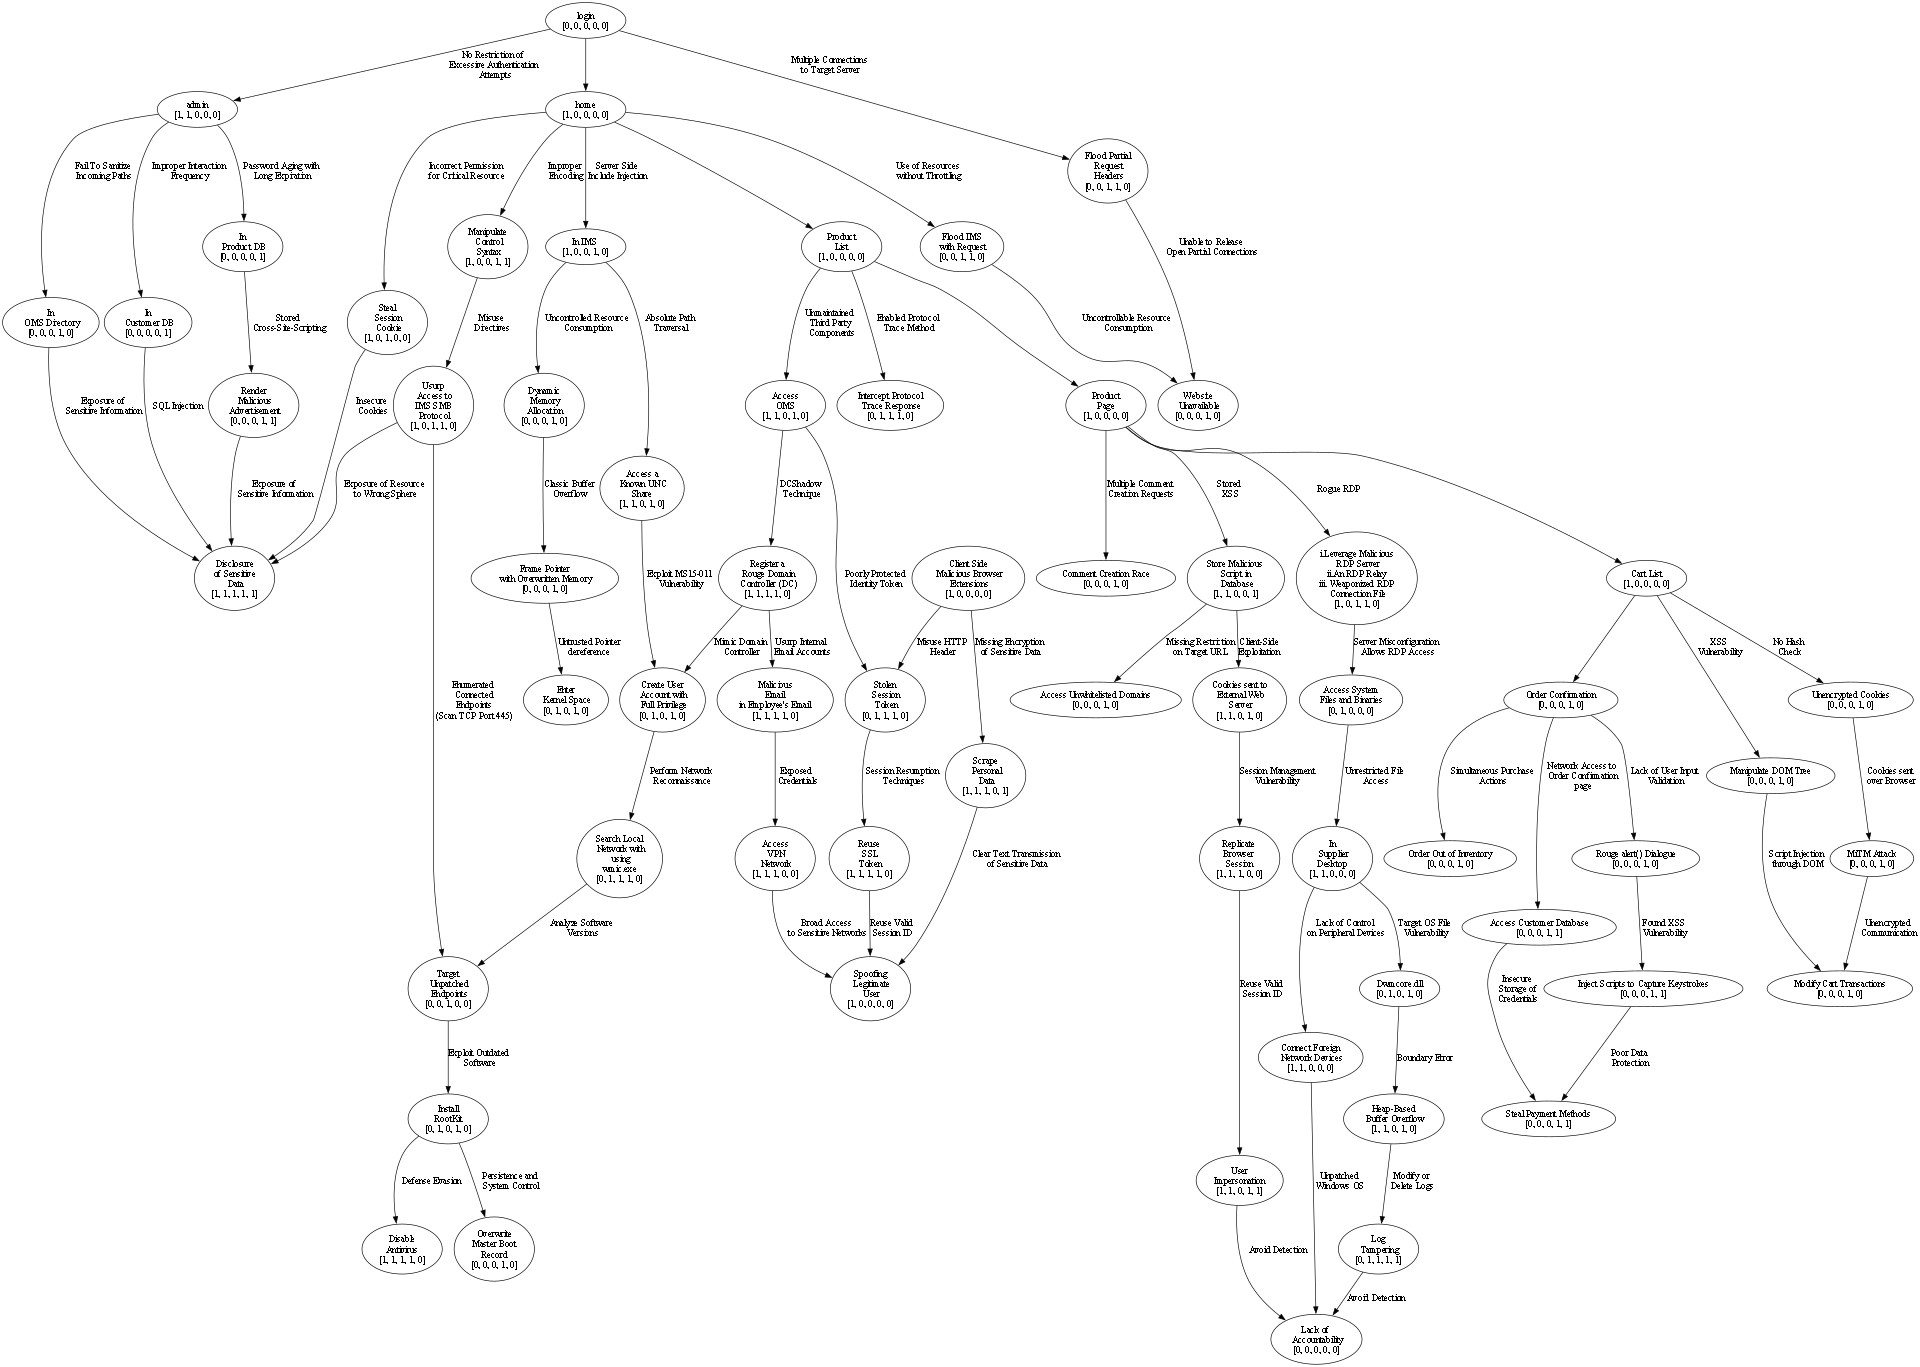 login
[0, 0, 0, 0, 0]
No Restriction of
Excessive Authentication
Attempts
Multiple Connections
to Target Server
admin
[1, 1, 0, 0, 0]
home
[1, 0, 0, 0, 0]
Flood Partial
Request
Headers
[0, 0, 1, 1, 0]
Fail To Sanitize
Incoming Paths
Improper Interaction
Frequency
Password Aging with
Long Expiration
Incorrect Permission
for Critical Resource
Improper
Encoding
Server Side
Include Injection
Use of Resources
without Throttling
In
Product DB
[0, 0, 0, 0, 1]
Manipulate
Control
Syntax
[1, 0, 0, 1, 1]
In IMS
[1, 0, 0, 1, 0]
Product
List
[1, 0, 0, 0, 0]
Flood IMS
with Request
[0, 0, 1, 1, 0]
Unable to Release
Open Partial Connections
In
OMS Directory
[0, 0, 0, 1, 0]
In
Customer DB
[0, 0, 0, 0, 1]
Stored
Cross-Site-Scripting
Steal
Session
Cookie
[1, 0, 1, 0, 0]
Misuse
Directives
Uncontrolled Resource
Consumption
Absolute Path
Traversal
Unmaintained
Third Party
Components
Enabled Protocol
Trace Method
Uncontrollable Resource
Consumption
Exposure of
Sensitive Information
SQL Injection
Render
Malicious
Advertisement
[0, 0, 0, 1, 1]
Insecure
Cookies
Usurp
Access to
IMS SMB
Protocol
[1, 0, 1, 1, 0]
Dynamic
Memory
Allocation
[0, 0, 0, 1, 0]
Access
OMS
[1, 1, 0, 1, 0]
Intercept Protocol
Trace Response
[0, 1, 1, 1, 0]
Product
Page
[1, 0, 0, 0, 0]
Website
Unavailable
[0, 0, 0, 1, 0]
Exposure of
Sensitive Information
Exposure of Resource
to Wrong Sphere
Classic Buffer
Overflow
Access a
Known UNC
Share
[1, 1, 0, 1, 0]
DCShadow
Technique
Multiple Comment
Creation Requests
Stored
XSS
Rogue RDP
Disclosure
of Sensitive
Data
[1, 1, 1, 1, 1]
Frame Pointer
with Overwritten Memory
[0, 0, 0, 1, 0]
Exploit MS15-011
Vulnerability
Register a
Rouge Domain
Controller (DC)
[1, 1, 1, 1, 0]
Poorly Protected
Identity Token
Client Side
Malicious Browser
Extensions
[1, 0, 0, 0, 0]
Comment Creation Race
[0, 0, 0, 1, 0]
Store Malicious
Script in
Database
[1, 1, 0, 0, 1]
i.Leverage Malicious
RDP Server
ii.An RDP Relay
iii. Weaponized RDP
Connection File
[1, 0, 1, 1, 0]
Cart List
[1, 0, 0, 0, 0]
Untrusted Pointer
dereference
Mimic Domain
Controller
Usurp Internal
Email Accounts
Misuse HTTP
Header
Missing Encryption
of Sensitive Data
Missing Restrition
on Target URL
Client-Side
Exploitation
Server Misconfiguration
Allows RDP Access
XSS
Vulnerability
No Hash
Check
Enumerated
Connected
Endpoints
(Scan TCP Port 445)
Enter
Kernel Space
[0, 1, 0, 1, 0]
Create User
Account with
Full Privilege
[0, 1, 0, 1, 0]
Malicious
Email
in Employee's Email
[1, 1, 1, 1, 0]
Stolen
Session
Token
[0, 1, 1, 1, 0]
Access Unwhitelisted Domains
[0, 0, 0, 1, 0]
Cookies sent to
External Web
Server
[1, 1, 0, 1, 0]
Access System
Files and Binaries
[0, 1, 0, 0, 0]
Order Confirmation
[0, 0, 0, 1, 0]
Unencrypted Cookies
[0, 0, 0, 1, 0]
Perform Network
Reconnaissance
Exposed
Credentials
Session Resumption
Techniques
Scrape
Personal
Data
[1, 1, 1, 0, 1]
Session Management
Vulnerability
Unrestricted File
Access
Simultaneous Purchase
Actions
Network Access to
Order Confirmation
page
Lack of User Input
Validation
Manipulate DOM Tree
[0, 0, 0, 1, 0]
Cookies sent
over Browser
Search Local
Network with
using
wmic.exe
[0, 1, 1, 1, 0]
Access
VPN
Network
[1, 1, 1, 0, 0]
Reuse
SSL
Token
[1, 1, 1, 1, 0]
Clear Text Transmission
of Sensitive Data
Replicate
Browser
Session
[1, 1, 1, 0, 0]
In
Supplier
Desktop
[1, 1, 0, 0, 0]
Order Out of Inventory
[0, 0, 0, 1, 0]
Rouge alert() Dialogue
[0, 0, 0, 1, 0]
Script Injection
through DOM
MiTM Attack
[0, 0, 0, 1, 0]
Analyze Software
Versions
Broad Access
to Sensitive Networks
Reuse Valid
Session ID
Lack of Control
on Peripheral Devices
Target OS File
Vulnerability
Access Customer Database
[0, 0, 0, 1, 1]
Found XSS
Vulnerability
Unencrypted
Communication
Target
Unpatched
Endpoints
[0, 0, 1, 0, 0]
Spoofing
Legitimate
User
[1, 0, 0, 0, 0]
Reuse Valid
Session ID
Dwmcore.dll
[0, 1, 0, 1, 0]
Insecure
Storage of
Credentials
Inject Scripts to Capture Keystrokes
[0, 0, 0, 1, 1]
Modify Cart Transactions
[0, 0, 0, 1, 0]
Exploit Outdated
Software
Connect Foreign
Network Devices
[1, 1, 0, 0, 0]
Boundary Error
Poor Data
Protection
Install
RootKit
[0, 1, 0, 1, 0]
Heap-Based
Buffer Overflow
[1, 1, 0, 1, 0]
Steal Payment Methods
[0, 0, 0, 1, 1]
Defense Evasion
Persistence and
System Control
User
Impersonation
[1, 1, 0, 1, 1]
Unpatched
Windows OS
Modify or
Delete Logs
Disable
Antivirus
[1, 1, 1, 1, 0]
Overwrite
Master Boot
Record
[0, 0, 0, 1, 0]
Avoid Detection
Log
Tampering
[0, 1, 1, 1, 1]
Avoid Detection
Lack of
Accountability
[0, 0, 0, 0, 0]